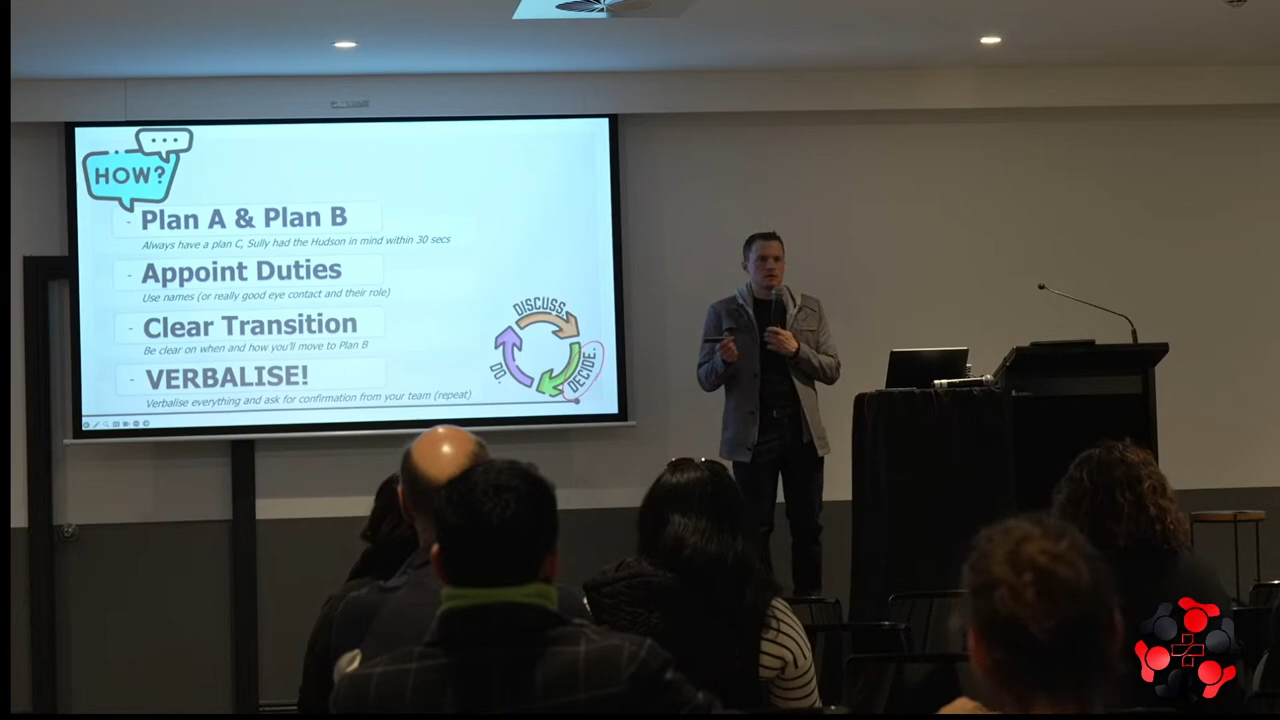 HOW?
- Plan A & Plan B
Always have a plan C, Sully had the Hudson in mind within 30 secs
- Appoint Duties
Use names (or really good eye contact and their role)
- Clear Transition
Be clear on when and how you'll move to Plan B
- VERBALISE!
Verbalise everything and ask for confirmation from your team (repeat)
DISCUSS.
DECIDE.
DO.